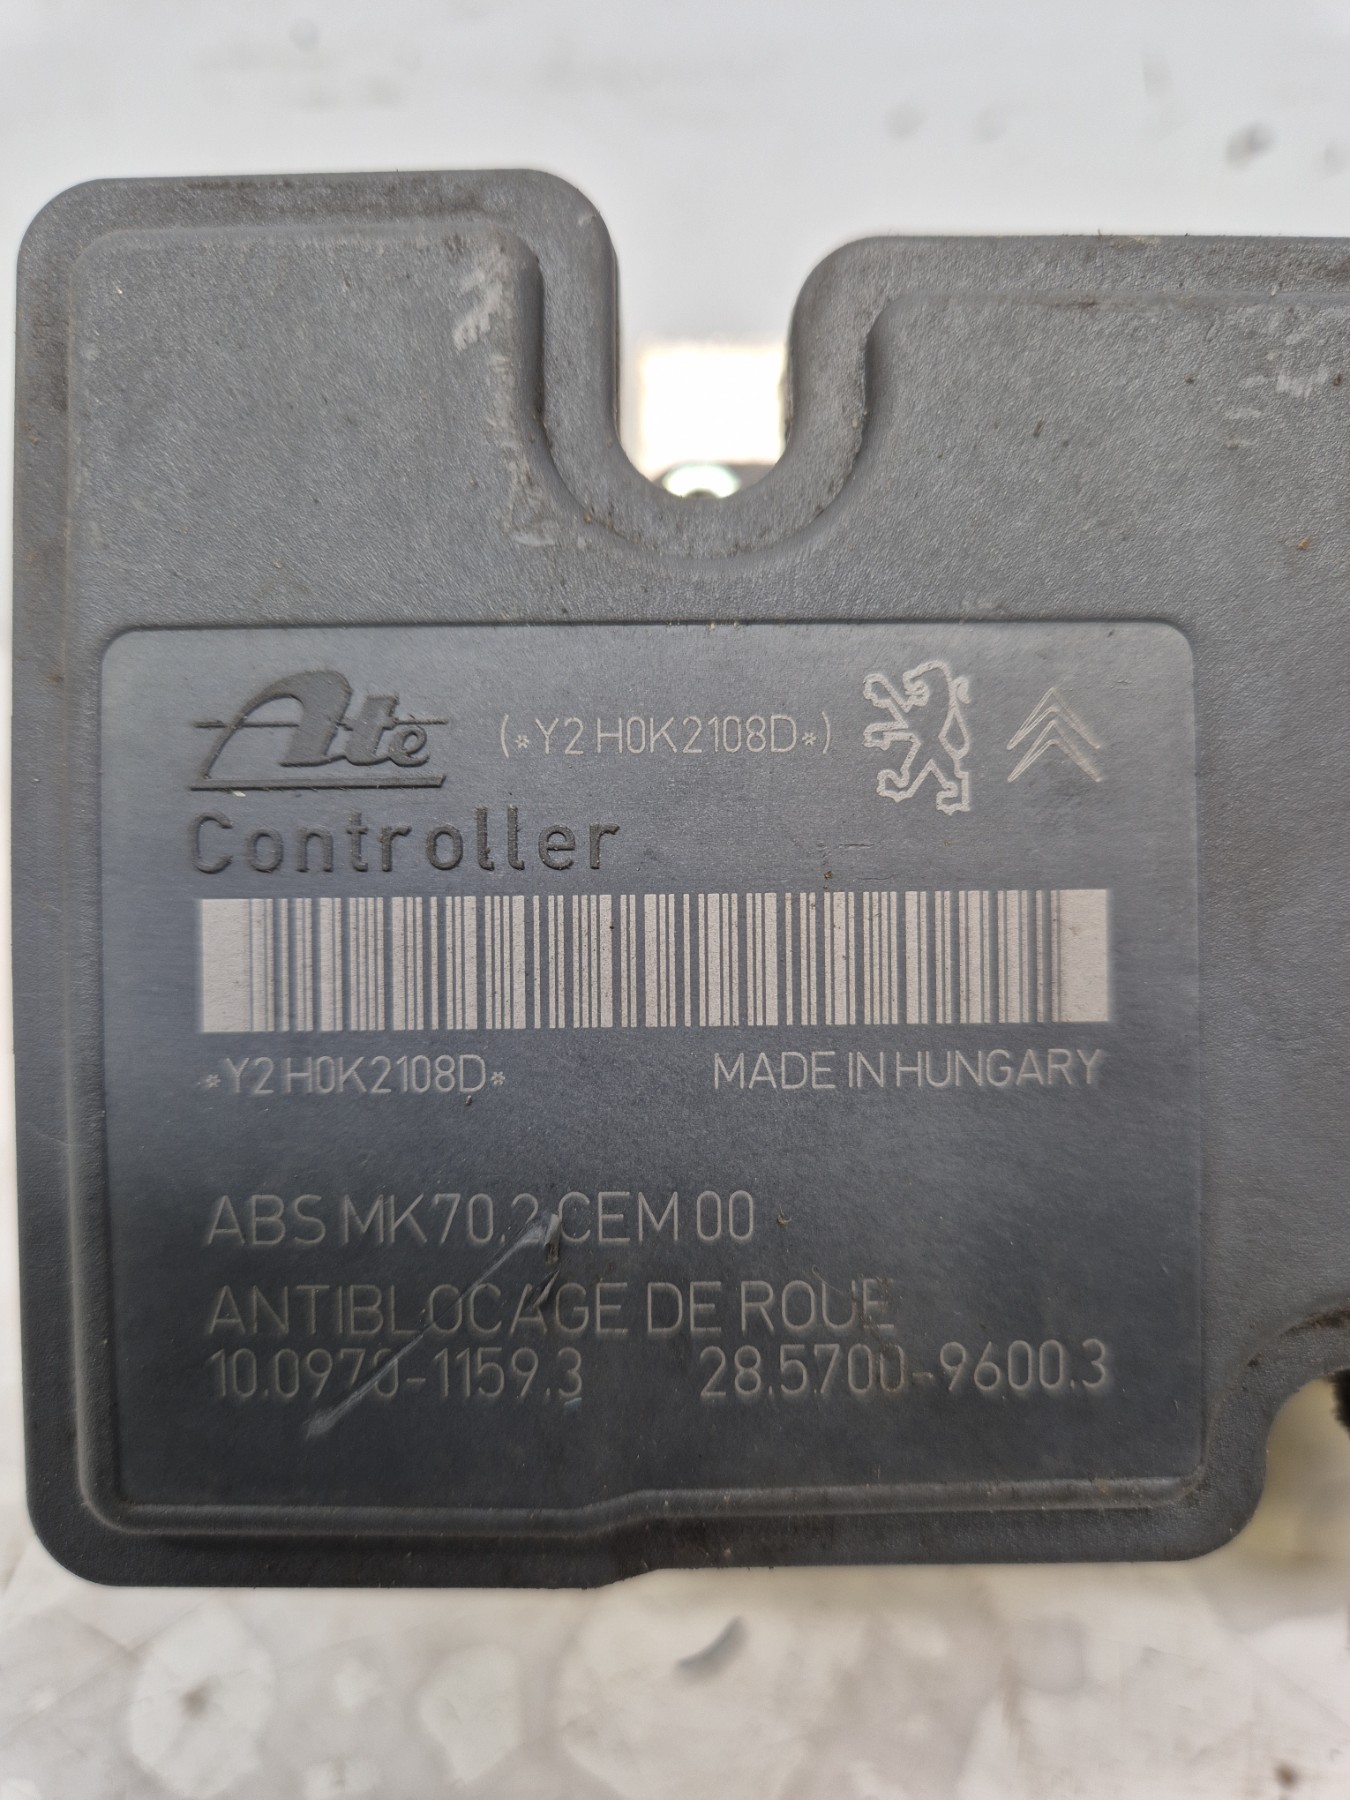 Ate (*Y2 H0K2108D*)
Controller
*Y2 H0K2108D* MADE IN HUNGARY
ABS MK70.2 CEM 00
ANTIBLOCAGE DE ROUE
10.0970-1159.3 28.5700-9600.3